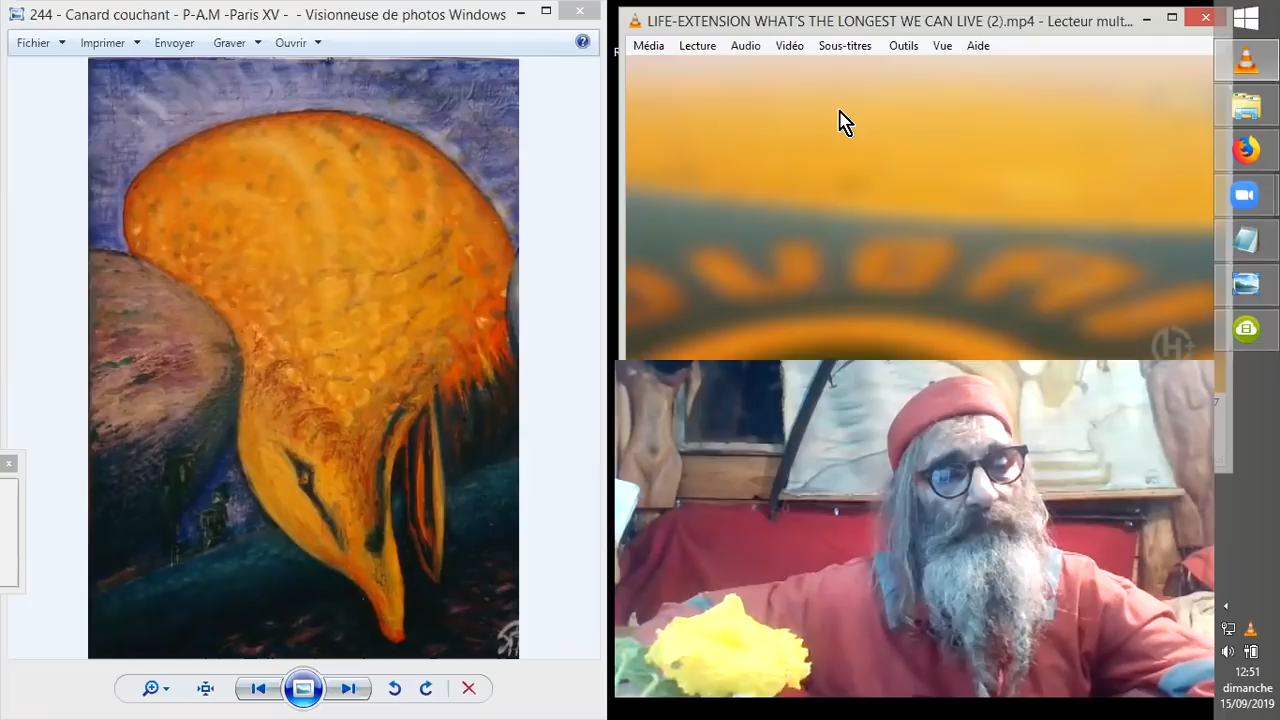 244 - Canard couchant - P-A-M -Paris XV - - Visionneuse de photos Windows
Fichier Imprimer Envoyer Graver Ouvrir
LIFE-EXTENSION WHAT'S THE LONGEST WE CAN LIVE (2).mp4 - Lecteur mult...
Média Lecture Audio Vidéo Sous-titres Outils Vue Aide
12:51
dimanche
15/09/2019